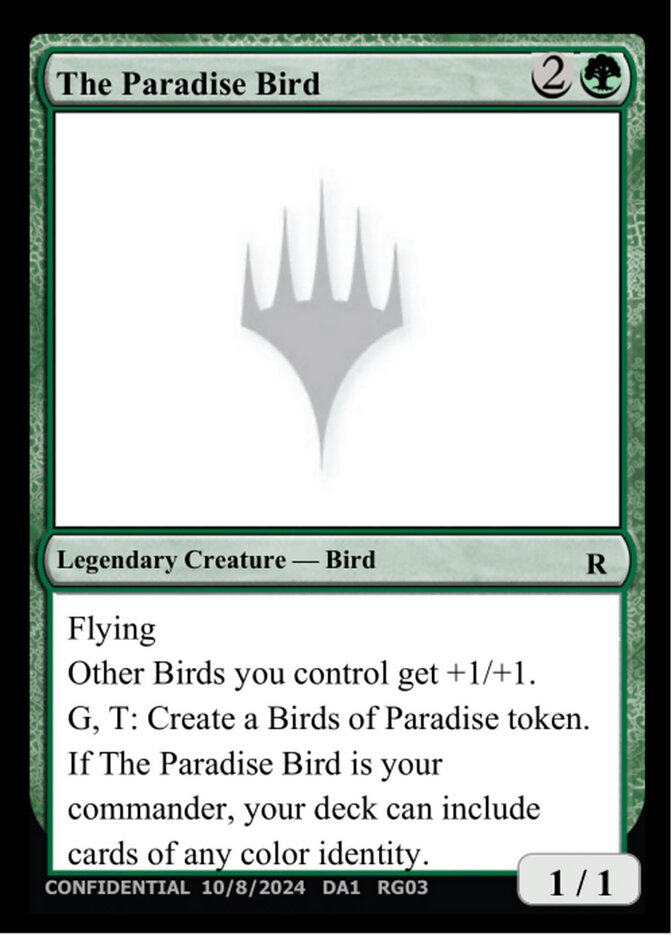 The Paradise Bird 2
Legendary Creature — Bird R
Flying
Other Birds you control get +1/+1.
G, T: Create a Birds of Paradise token.
If The Paradise Bird is your
commander, your deck can include
cards of any color identity.
CONFIDENTIAL 10/8/2024 DA1 RG03
1 / 1